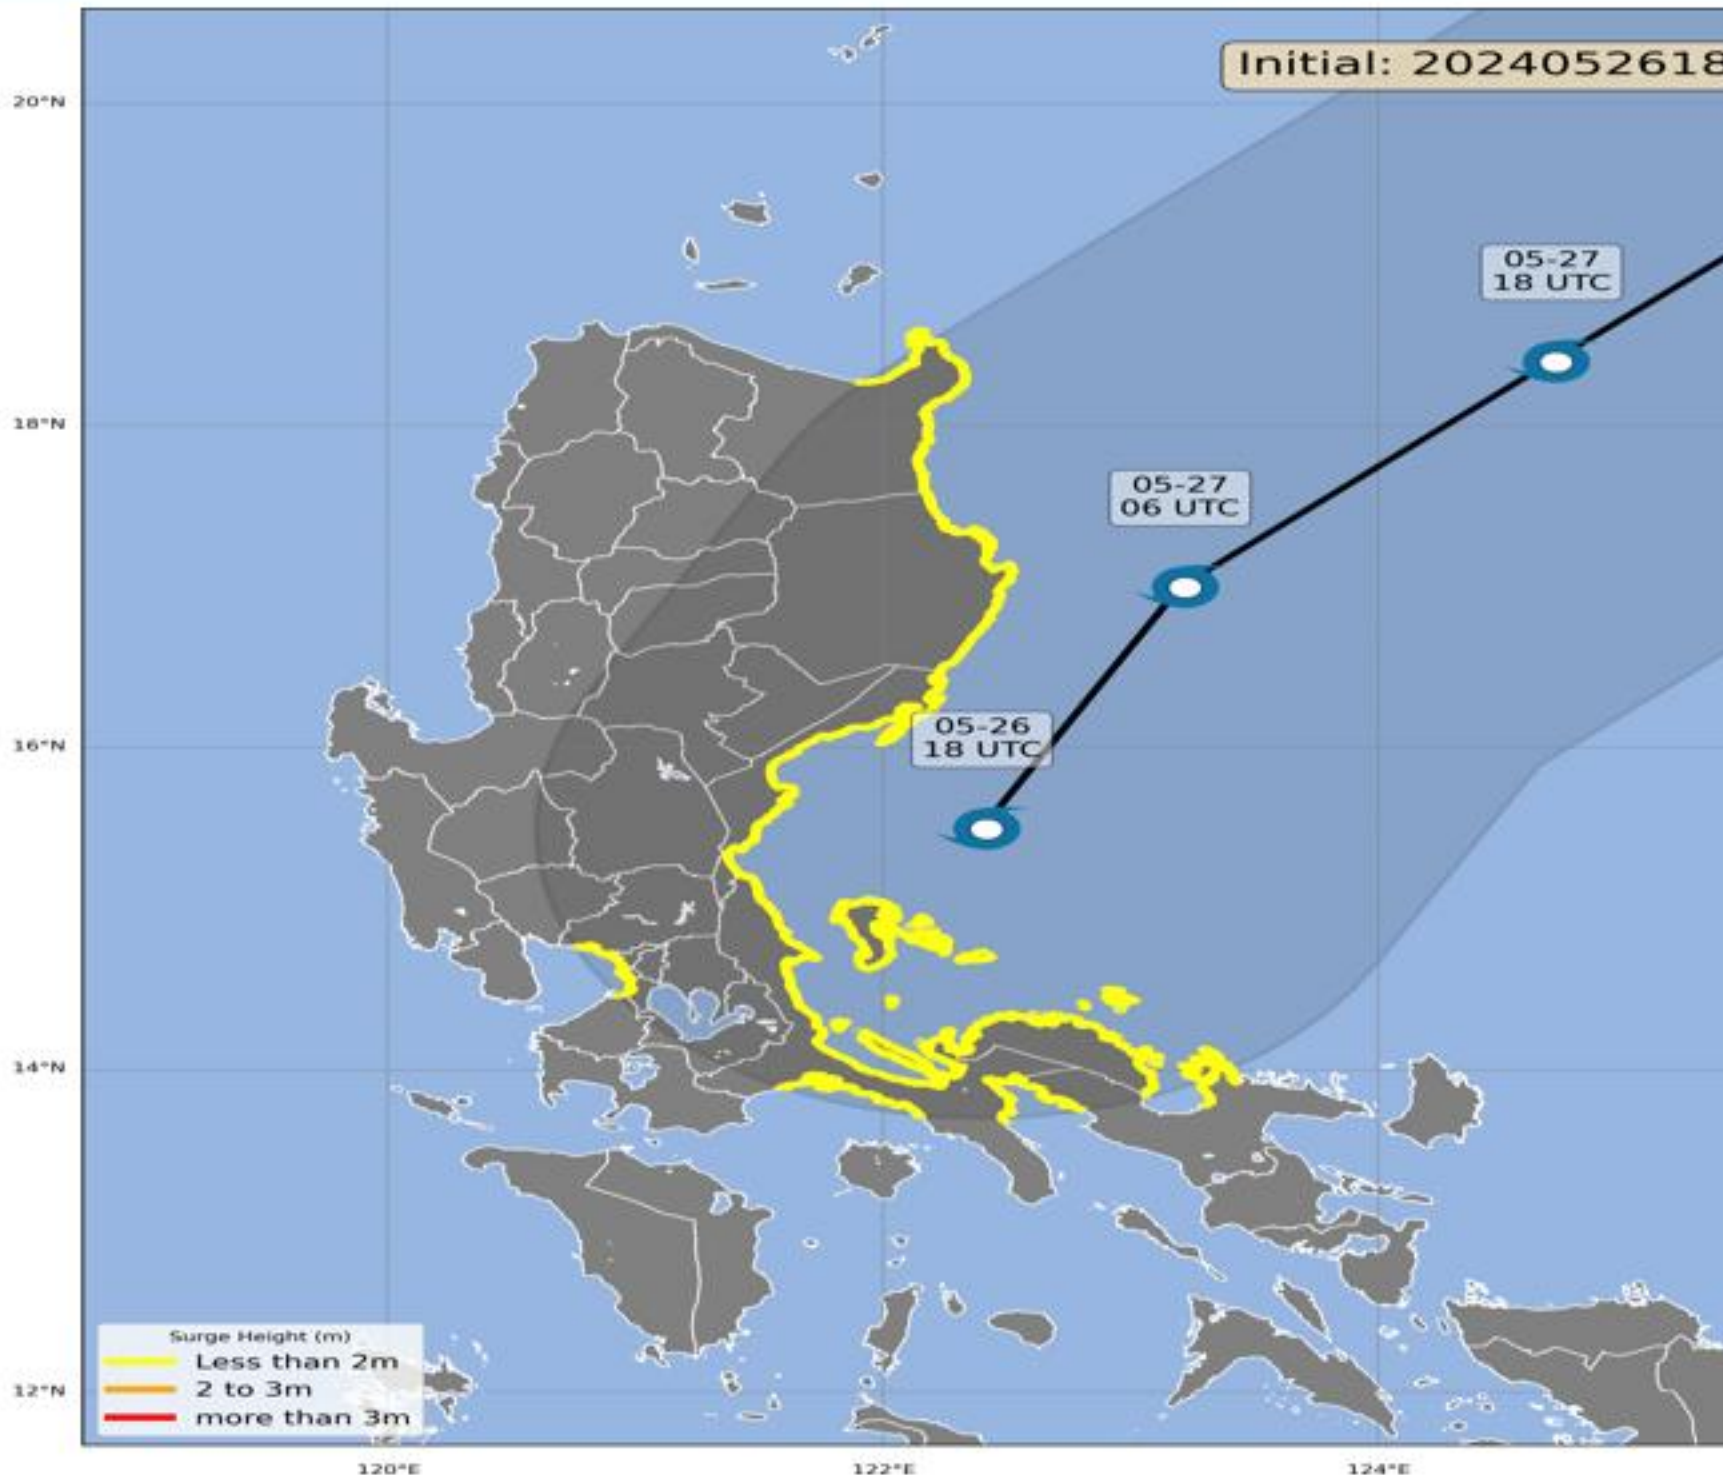 Initial: 2024052618
20°N
05-27
18 UTC
18°N
05-27
06 UTC
16°N
05-26
18 UTC
14°N
Surge Height (m)
Less than 2m
2 to 3m
more than 3m
12°N
120°E
122°E
124°E